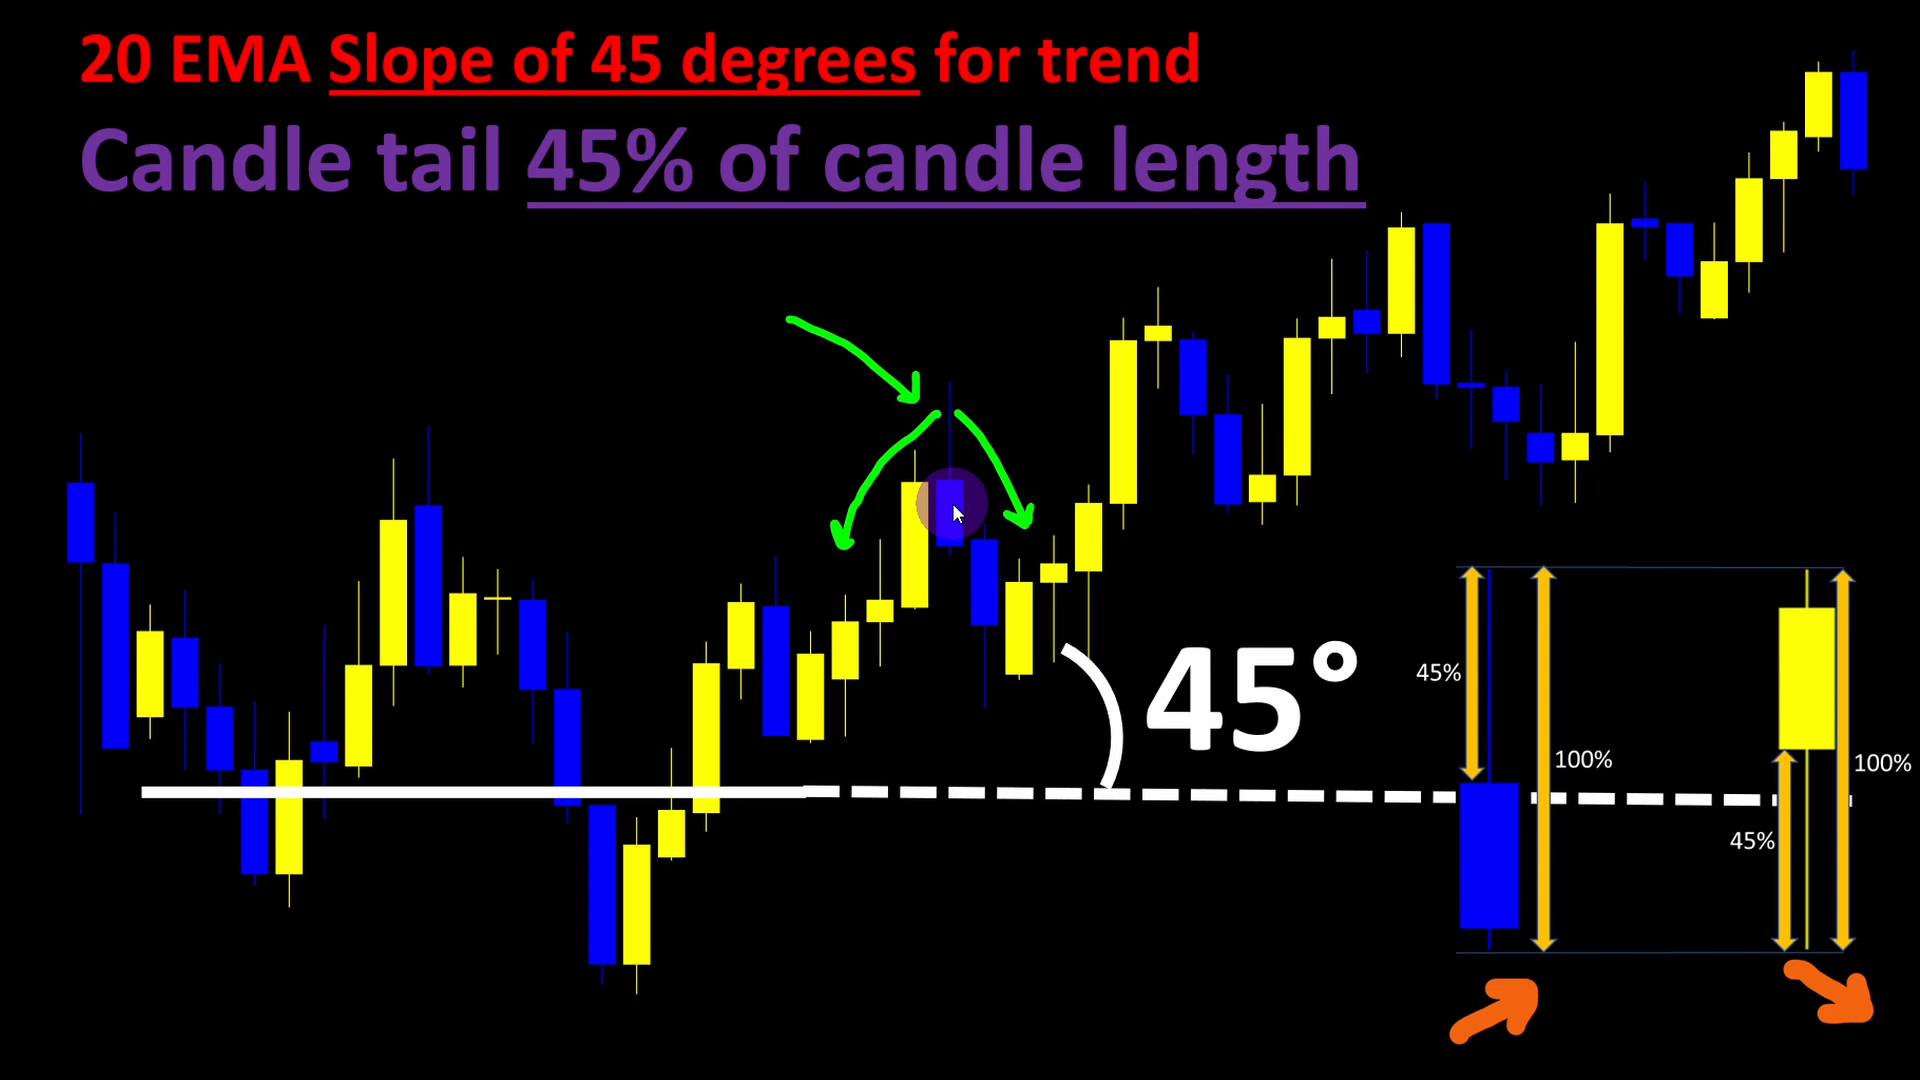 20 EMA Slope of 45 degrees for trend
Candle tail 45% of candle length
45°
45%
100%
100%
45%